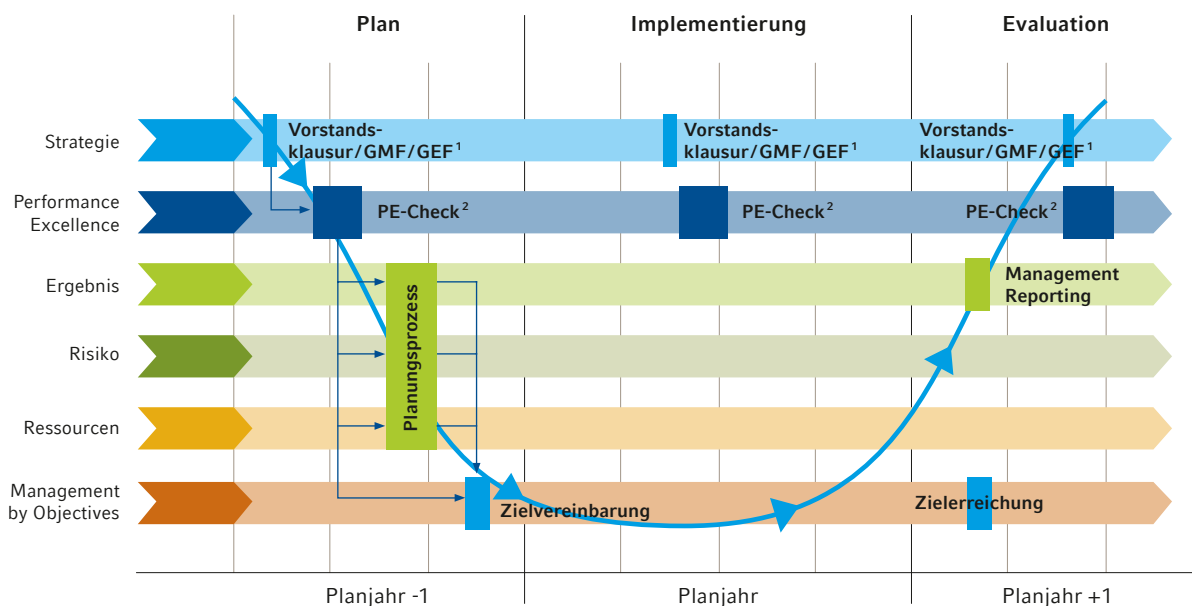 Plan
Implementierung
Evaluation
Strategie
Vorstands-
klausur/GMF/GEF¹
Vorstands-
klausur/GMF/GEF¹
Vorstands-
klausur/GMF/GEF¹
Performance
Excellence
PE-Check²
PE-Check²
PE-Check²
Ergebnis
Management
Reporting
Planungsprozess
Risiko
Ressourcen
Management
by Objectives
Zielvereinbarung
Zielerreichung
Planjahr -1
Planjahr
Planjahr +1